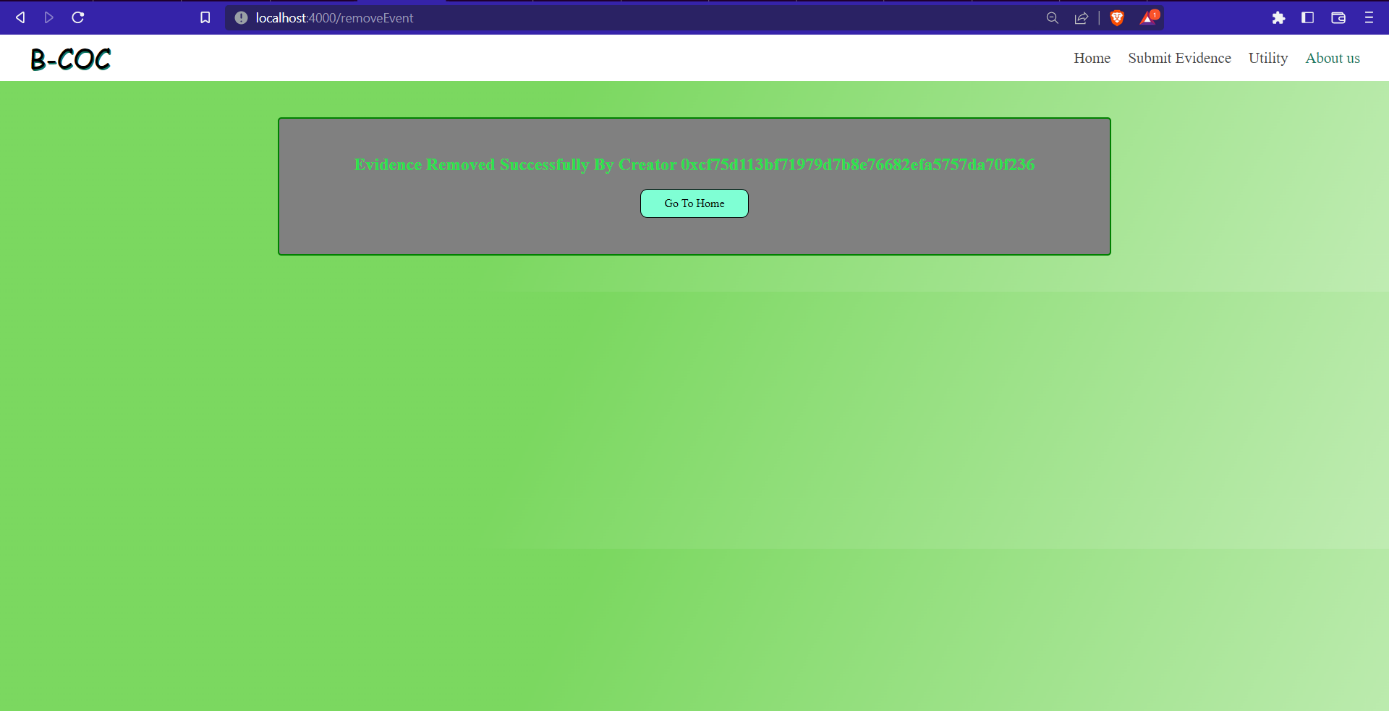 localhost:4000/removeEvent
1
B-COC
Home Submit Evidence Utility About us
Evidence Removed Successfully By Creator 0xcf75d113bf71979d7b8e76682efa5757da70f236
Go To Home